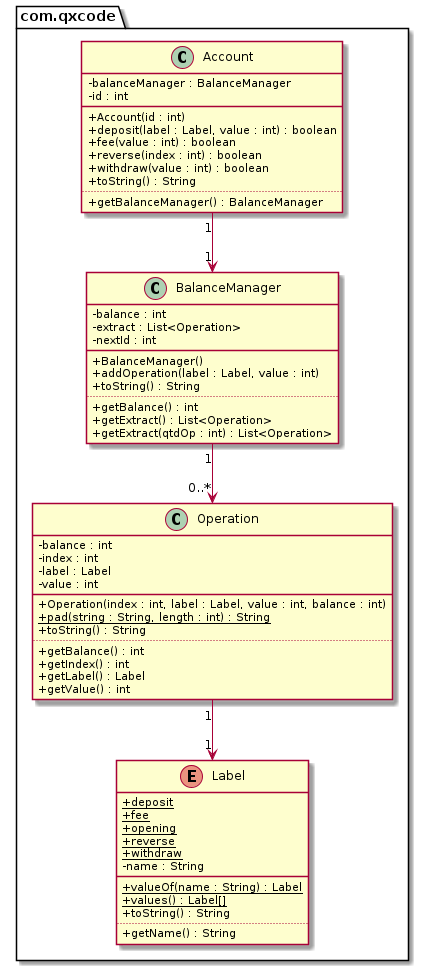 com.qxcode
C Account
-balanceManager : BalanceManager
-id : int
+Account(id : int)
+deposit(label : Label, value : int) : boolean
+fee(value : int) : boolean
+reverse(index : int) : boolean
+withdraw(value : int) : boolean
+toString() : String
+getBalanceManager() : BalanceManager
1
1
C BalanceManager
-balance : int
-extract : List<Operation>
-nextId : int
+BalanceManager()
+addOperation(label : Label, value : int)
+toString() : String
+getBalance() : int
+getExtract() : List<Operation>
+getExtract(qtdOp : int) : List<Operation>
1
0..*
C Operation
-balance : int
-index : int
-label : Label
-value : int
+Operation(index : int, label : Label, value : int, balance : int)
+pad(string : String, length : int) : String
+toString() : String
+getBalance() : int
+getIndex() : int
+getLabel() : Label
+getValue() : int
1
1
E Label
+deposit
+fee
+opening
+reverse
+withdraw
-name : String
+valueOf(name : String) : Label
+values() : Label[]
+toString() : String
+getName() : String